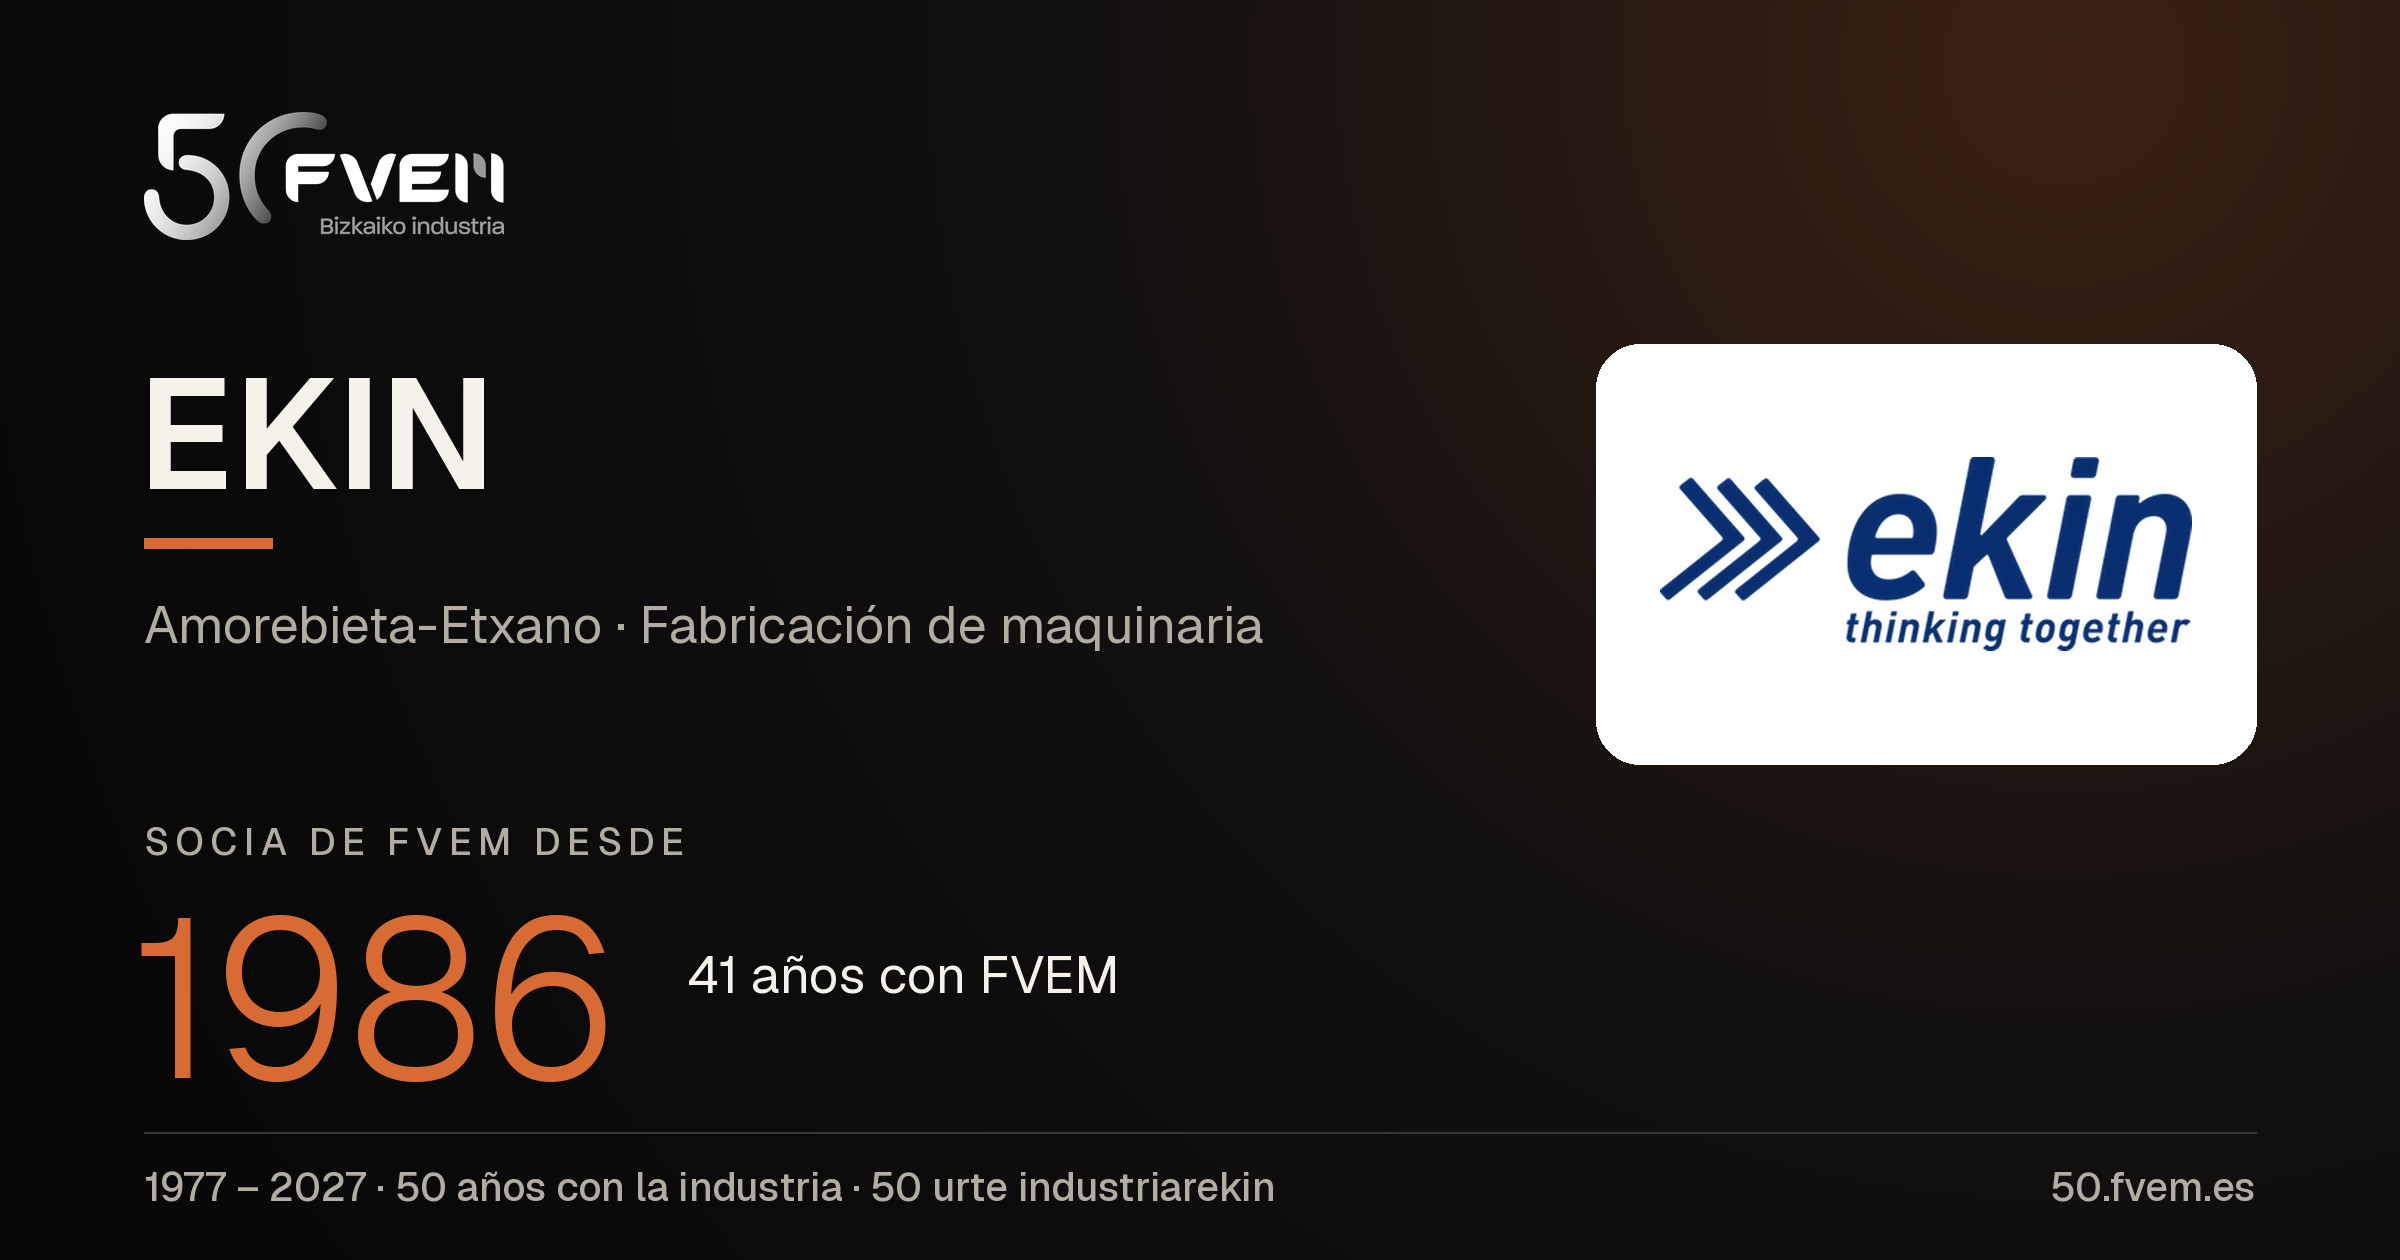 50 FVEM
Bizkaiko industria
EKIN
Amorebieta-Etxano · Fabricación de maquinaria
ekin
thinking together
SOCIA DE FVEM DESDE
1986
41 años con FVEM
1977 – 2027 · 50 años con la industria · 50 urte industriarekin
50.fvem.es